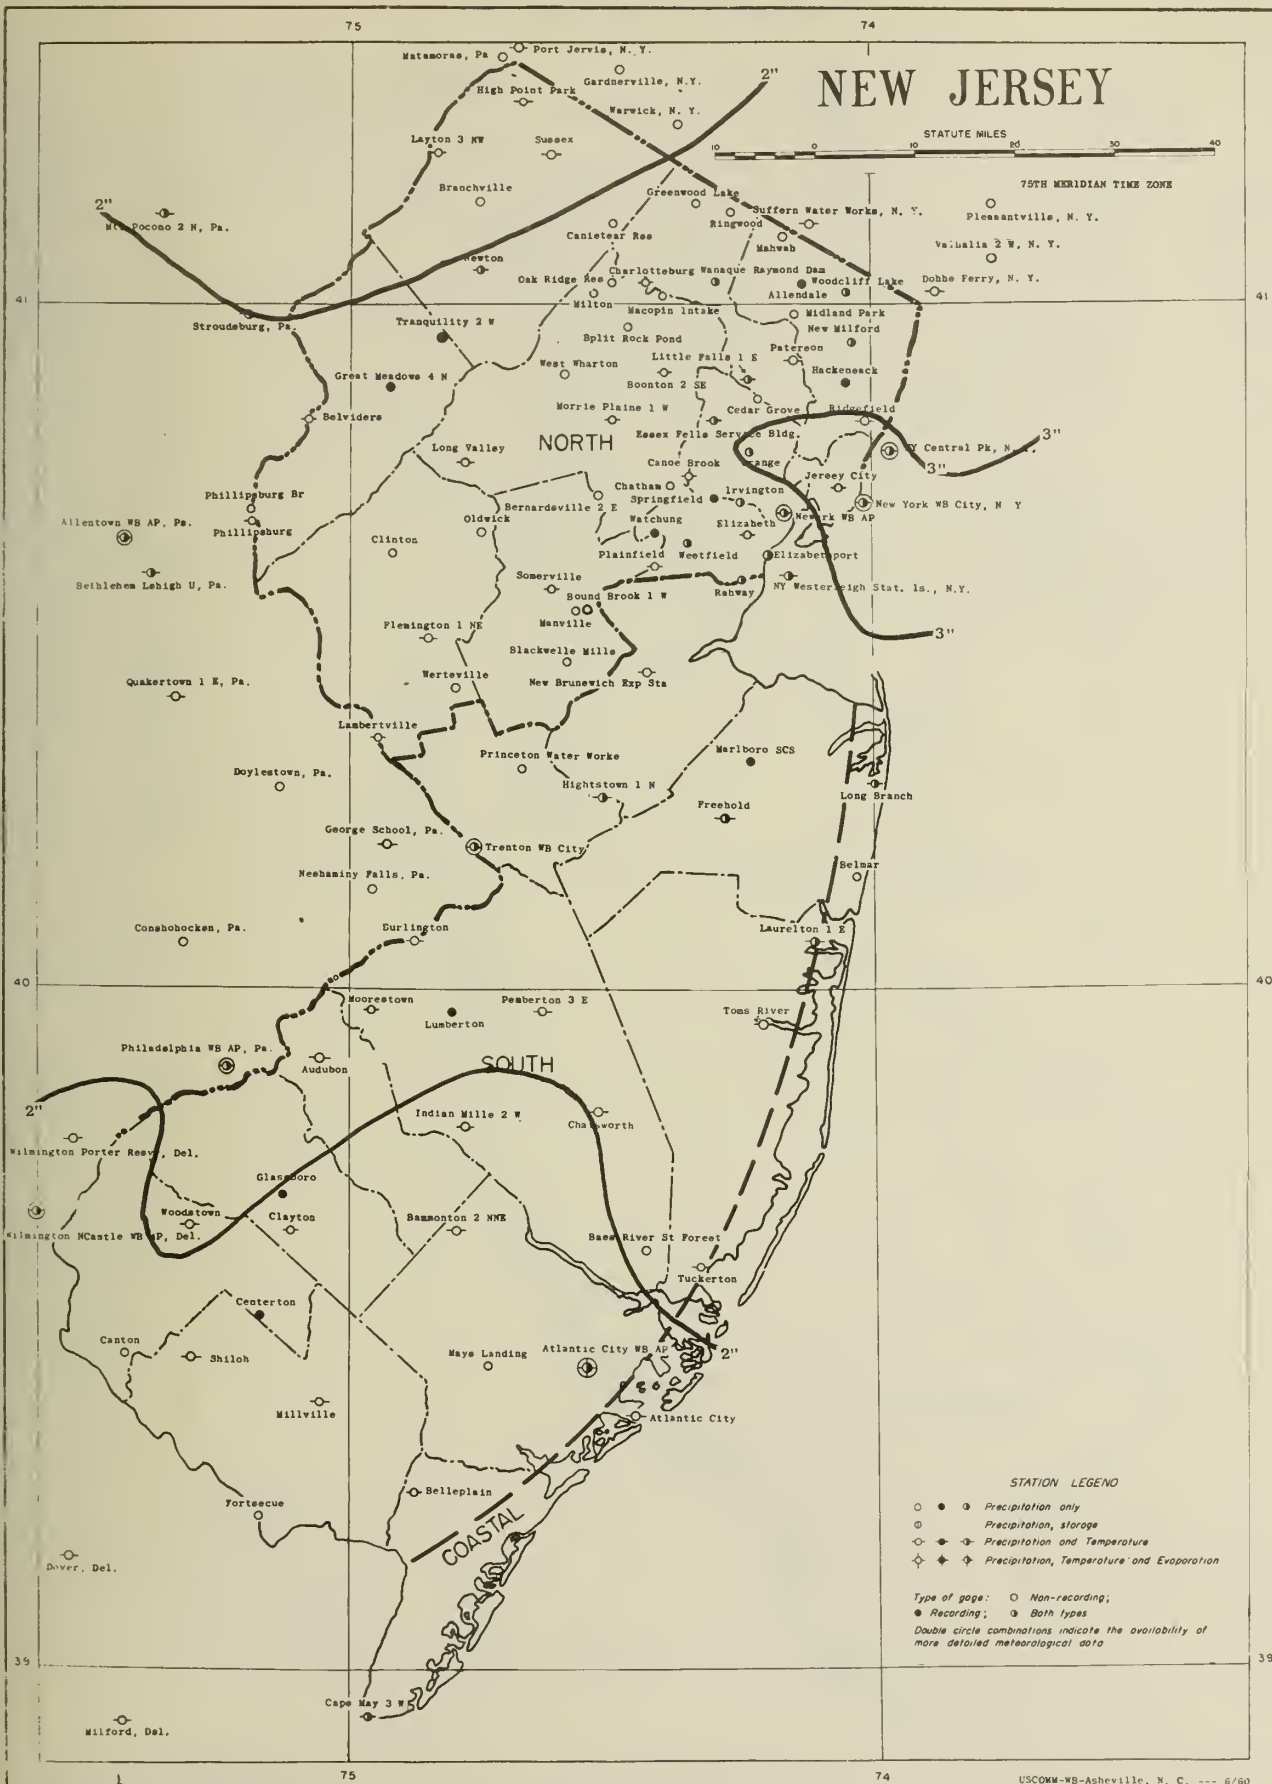 75 74
Matamoras, Pa
Port Jervis, N. Y.
Gardnerville, N.Y.
2"
NEW JERSEY
High Point Park
Warwick, N. Y.
STATUTE MILES
10 0 10 20 30 40
Layton 3 NW
Sussex
75TH MERIDIAN TIME ZONE
Branchville
Greenwood Lake
2"
Mt. Pocono 2 N, Pa.
Ringwood
Suffern Water Works, N. Y.
Pleasantville, N. Y.
Canietear Ree
Mahwah
Valhalia 2 W, N. Y.
Newton
Oak Ridge Ree
Charlotteburg
Wanaque Raymond Dam
Woodcliff Lake
Dobbe Ferry, N. Y.
Milton
Macopin Intake
Allendale
41 41
Stroudsburg, Pa.
Tranquility 2 W
Midland Park
Split Rock Pond
New Milford
West Wharton
Little Falls 1 E
Paterson
Great Meadows 4 N
Boonton 2 SE
Hackeneack
Belvidere
Morrie Plaine 1 W
Cedar Grove
Ridgefield
NORTH
Essex Fells Service Bldg.
3"
Long Valley
NY Central Pk, N. Y.
Canoe Brook
Orange
3"
Chatham
Jersey City
Phillipsburg Br
Bernardsville 2 E
Springfield
Irvington
Allentown WB AP, Pa.
Phillipsburg
Oldwick
Watchung
Elizabeth
Newark WB AP
New York WB City, N Y
Clinton
Plainfield
Westfield
Elizabethport
Bethlehem Lehigh U, Pa.
Somerville
Rahway
NY Westerleigh Stat. Is., N.Y.
Bound Brook 1 W
Manville
Flemington 1 NE
3"
Blackwelle Mills
Quakertown 1 E, Pa.
Werteville
New Brunewich Exp Sta
Lambertville
Princeton Water Worke
Marlboro SCS
Doylestown, Pa.
Hightstown 1 N
Long Branch
Freehold
George School, Pa.
Trenton WB City
Neshaminy Falls, Pa.
Belmar
Conshohocken, Pa.
Burlington
Laurelton 1 E
40 40
Moorestown
Pemberton 3 E
Toms River
Lumberton
Philadelphia WB AP, Pa.
SOUTH
Audubon
2"
Indian Mille 2 W
Chatsworth
Wilmington Porter Resv, Del.
Glassboro
Woodstown
Clayton
Hammonton 2 NNE
Wilmington NCastle WB AP, Del.
Bass River St Forest
Tuckerton
Centerton
Canton
Shiloh
Mays Landing
Atlantic City WB AP
2"
Millville
Atlantic City
Belleplain
STATION LEGEND
Fortescue
Precipitation only
Precipitation, storage
COASTAL
Precipitation and Temperature
Dover, Del.
Precipitation, Temperature and Evaporation
Type of gage: Non-recording;
Recording; Both types
Double circle combinations indicate the availability of
more detailed meteorological data
39 39
Cape May 3 W
Milford, Del.
75 74
USCOMM-WB-Asheville, N. C. --- 6/60